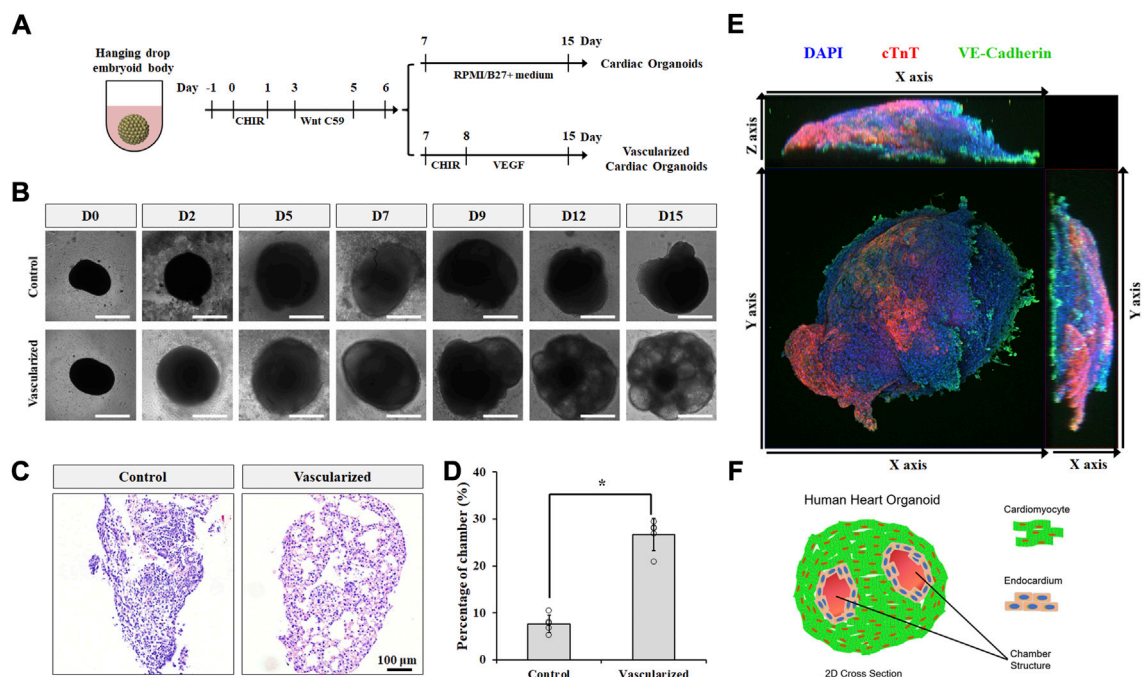 A
Hanging drop
embryoid body
Day -1 0 1 3 5 6
CHIR Wnt C59
7 15 Day
RPMI/B27+ medium
Cardiac Organoids
7 8 15 Day
CHIR VEGF
Vascularized
Cardiac Organoids
B
D0 D2 D5 D7 D9 D12 D15
Control
Vascularized
C
Control Vascularized
100 μm
D
Percentage of chamber (%)
40
30
20
10
0
*
Control Vascularized
E
DAPI cTnT VE-Cadherin
X axis
Z axis
Y axis
Y axis
X axis X axis
F
Human Heart Organoid
Cardiomyocyte
Endocardium
Chamber
Structure
2D Cross Section